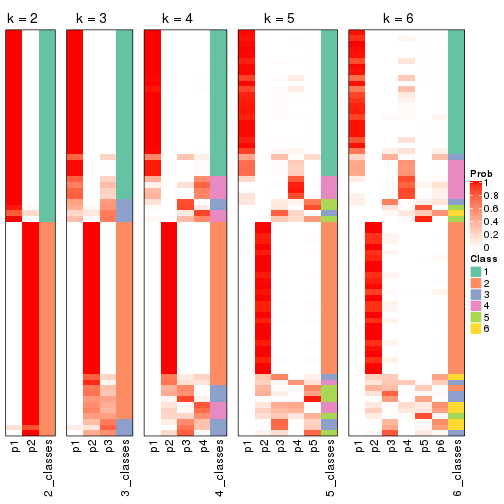 k = 2
k = 3
k = 4
k = 5
k = 6
p1
p2
2_classes
p1
p2
p3
3_classes
p1
p2
p3
p4
4_classes
p1
p2
p3
p4
p5
5_classes
p1
p2
p3
p4
p5
p6
6_classes
Prob
1
0.8
0.6
0.4
0.2
0
Class
1
2
3
4
5
6